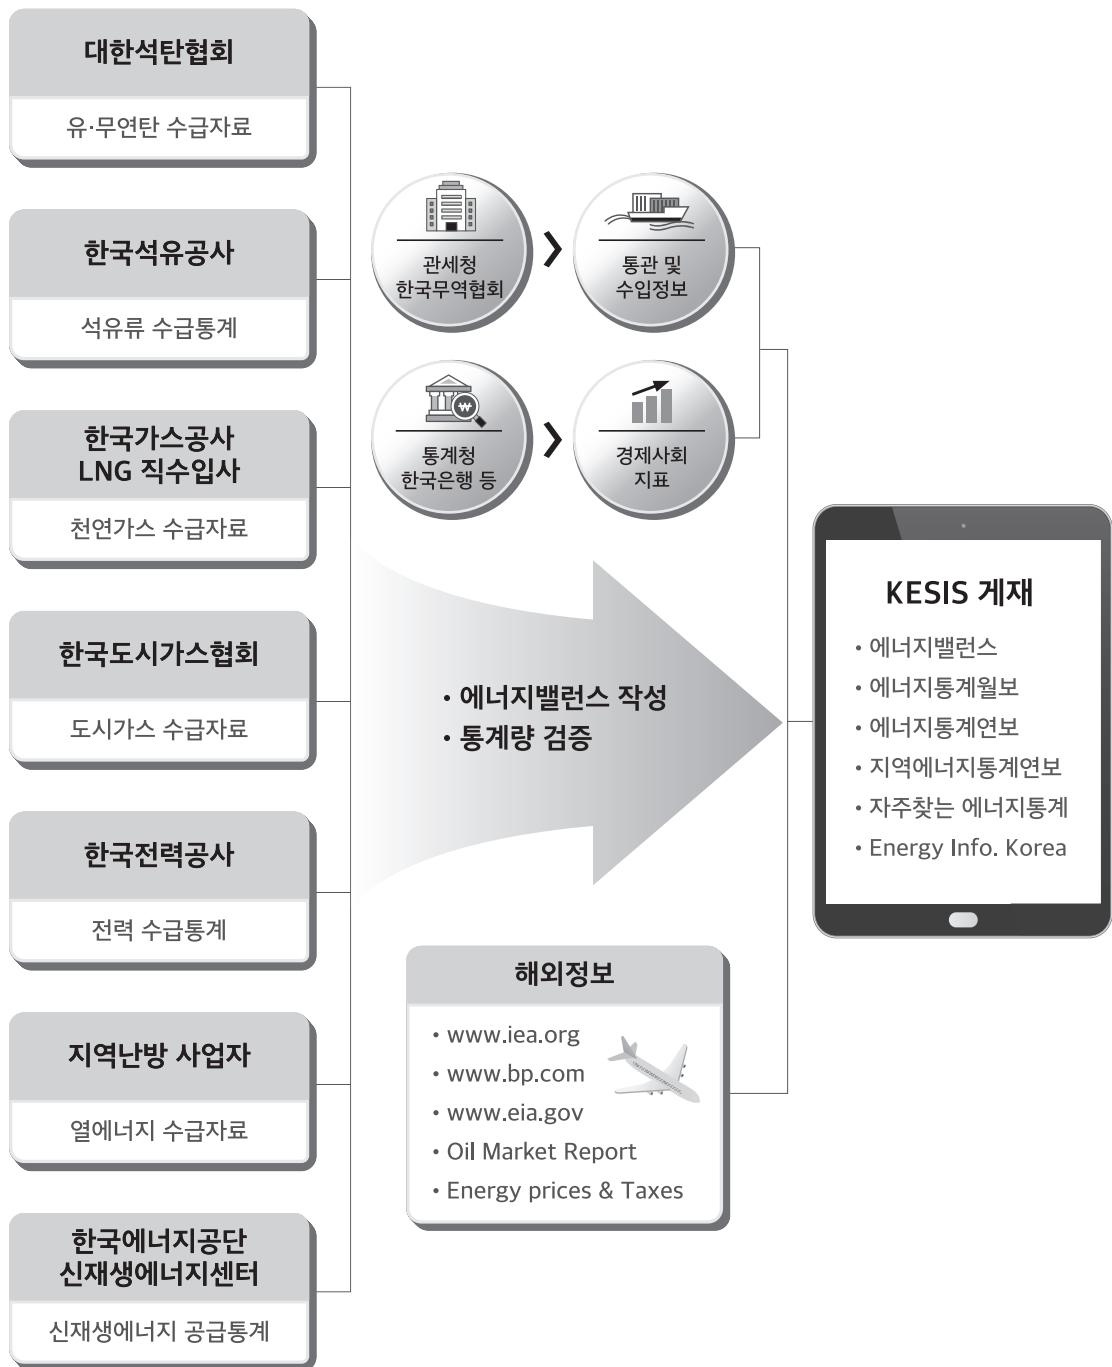 대한석탄협회
유·무연탄 수급자료
한국석유공사
석유류 수급통계
한국가스공사
LNG 직수입사
천연가스 수급자료
한국도시가스협회
도시가스 수급자료
한국전력공사
전력 수급통계
지역난방 사업자
열에너지 수급자료
한국에너지공단
신재생에너지센터
신재생에너지 공급통계
관세청
한국무역협회
통관 및
수입정보
통계청
한국은행 등
경제사회
지표
• 에너지밸런스 작성
• 통계량 검증
해외정보
• www.iea.org
• www.bp.com
• www.eia.gov
• Oil Market Report
• Energy prices & Taxes
KESIS 게재
• 에너지밸런스
• 에너지통계월보
• 에너지통계연보
• 지역에너지통계연보
• 자주찾는 에너지통계
• Energy Info. Korea